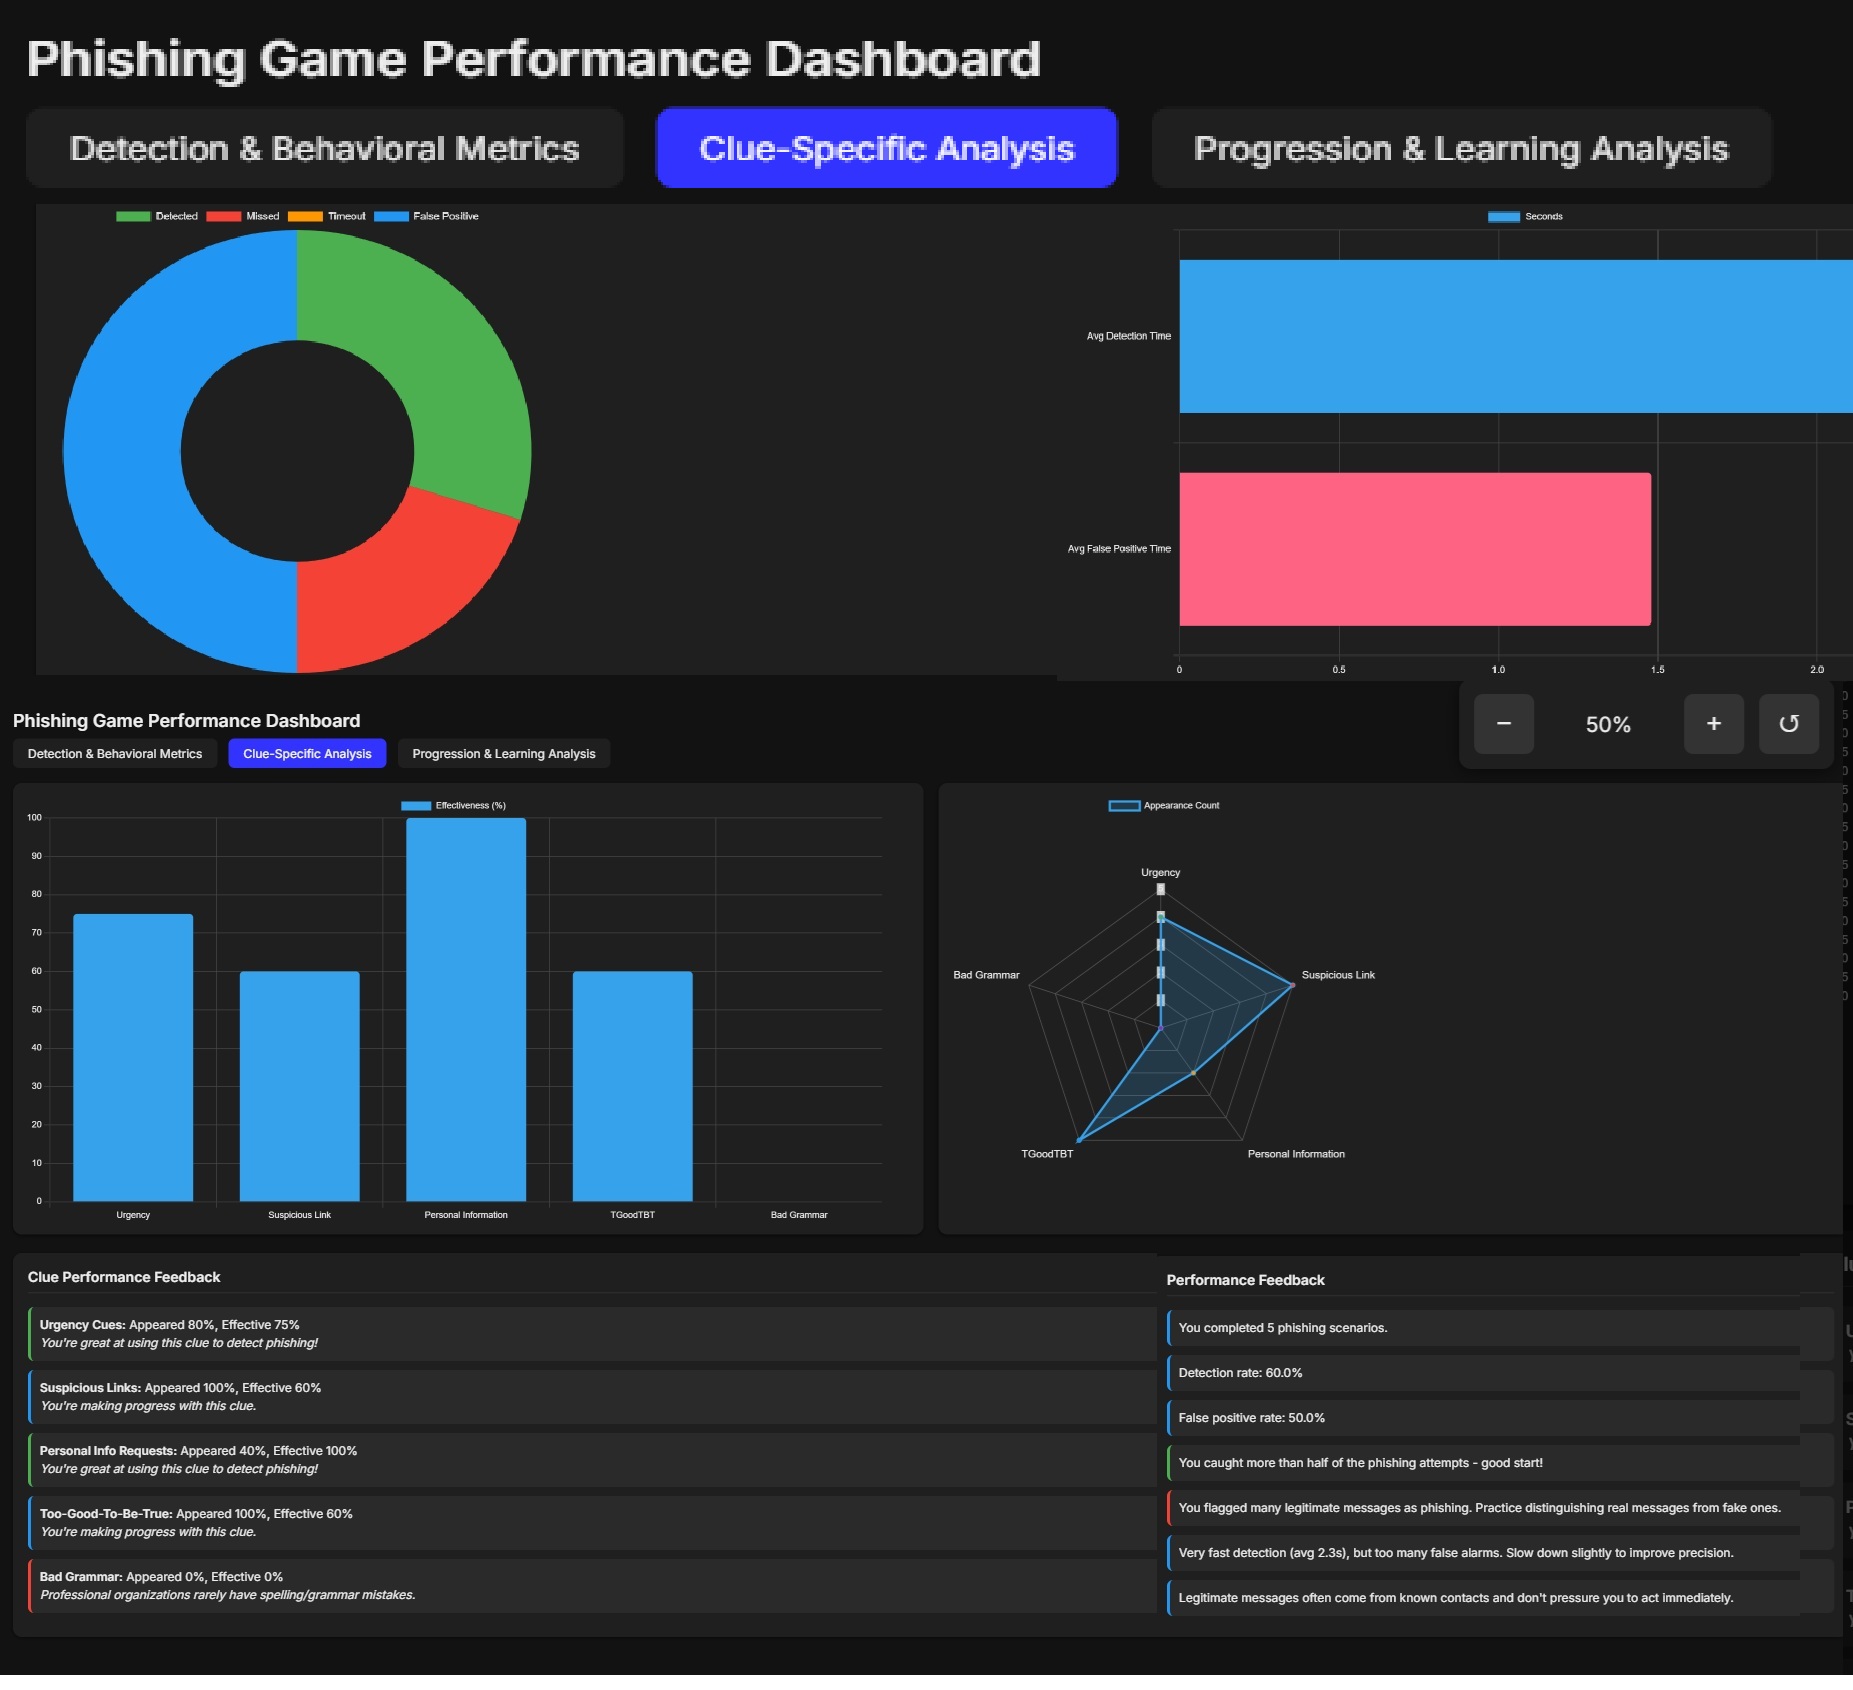 Phishing Game Performance Dashboard
Detection & Behavioral Metrics
Clue-Specific Analysis
Progression & Learning Analysis
Detected
Missed
Timeout
False Positive
Seconds
Avg Detection Time
Avg False Positive Time
0
0.5
1.0
1.5
2.0
Phishing Game Performance Dashboard
− 50% + ↺
Detection & Behavioral Metrics
Clue-Specific Analysis
Progression & Learning Analysis
Effectiveness (%)
100
90
80
70
60
50
40
30
20
10
0
Urgency
Suspicious Link
Personal Information
TGoodTBT
Bad Grammar
Appearance Count
Urgency
Suspicious Link
Personal Information
TGoodTBT
Bad Grammar
Clue Performance Feedback
Urgency Cues: Appeared 80%, Effective 75%
You're great at using this clue to detect phishing!
Suspicious Links: Appeared 100%, Effective 60%
You're making progress with this clue.
Personal Info Requests: Appeared 40%, Effective 100%
You're great at using this clue to detect phishing!
Too-Good-To-Be-True: Appeared 100%, Effective 60%
You're making progress with this clue.
Bad Grammar: Appeared 0%, Effective 0%
Professional organizations rarely have spelling/grammar mistakes.
Performance Feedback
You completed 5 phishing scenarios.
Detection rate: 60.0%
False positive rate: 50.0%
You caught more than half of the phishing attempts - good start!
You flagged many legitimate messages as phishing. Practice distinguishing real messages from fake ones.
Very fast detection (avg 2.3s), but too many false alarms. Slow down slightly to improve precision.
Legitimate messages often come from known contacts and don't pressure you to act immediately.